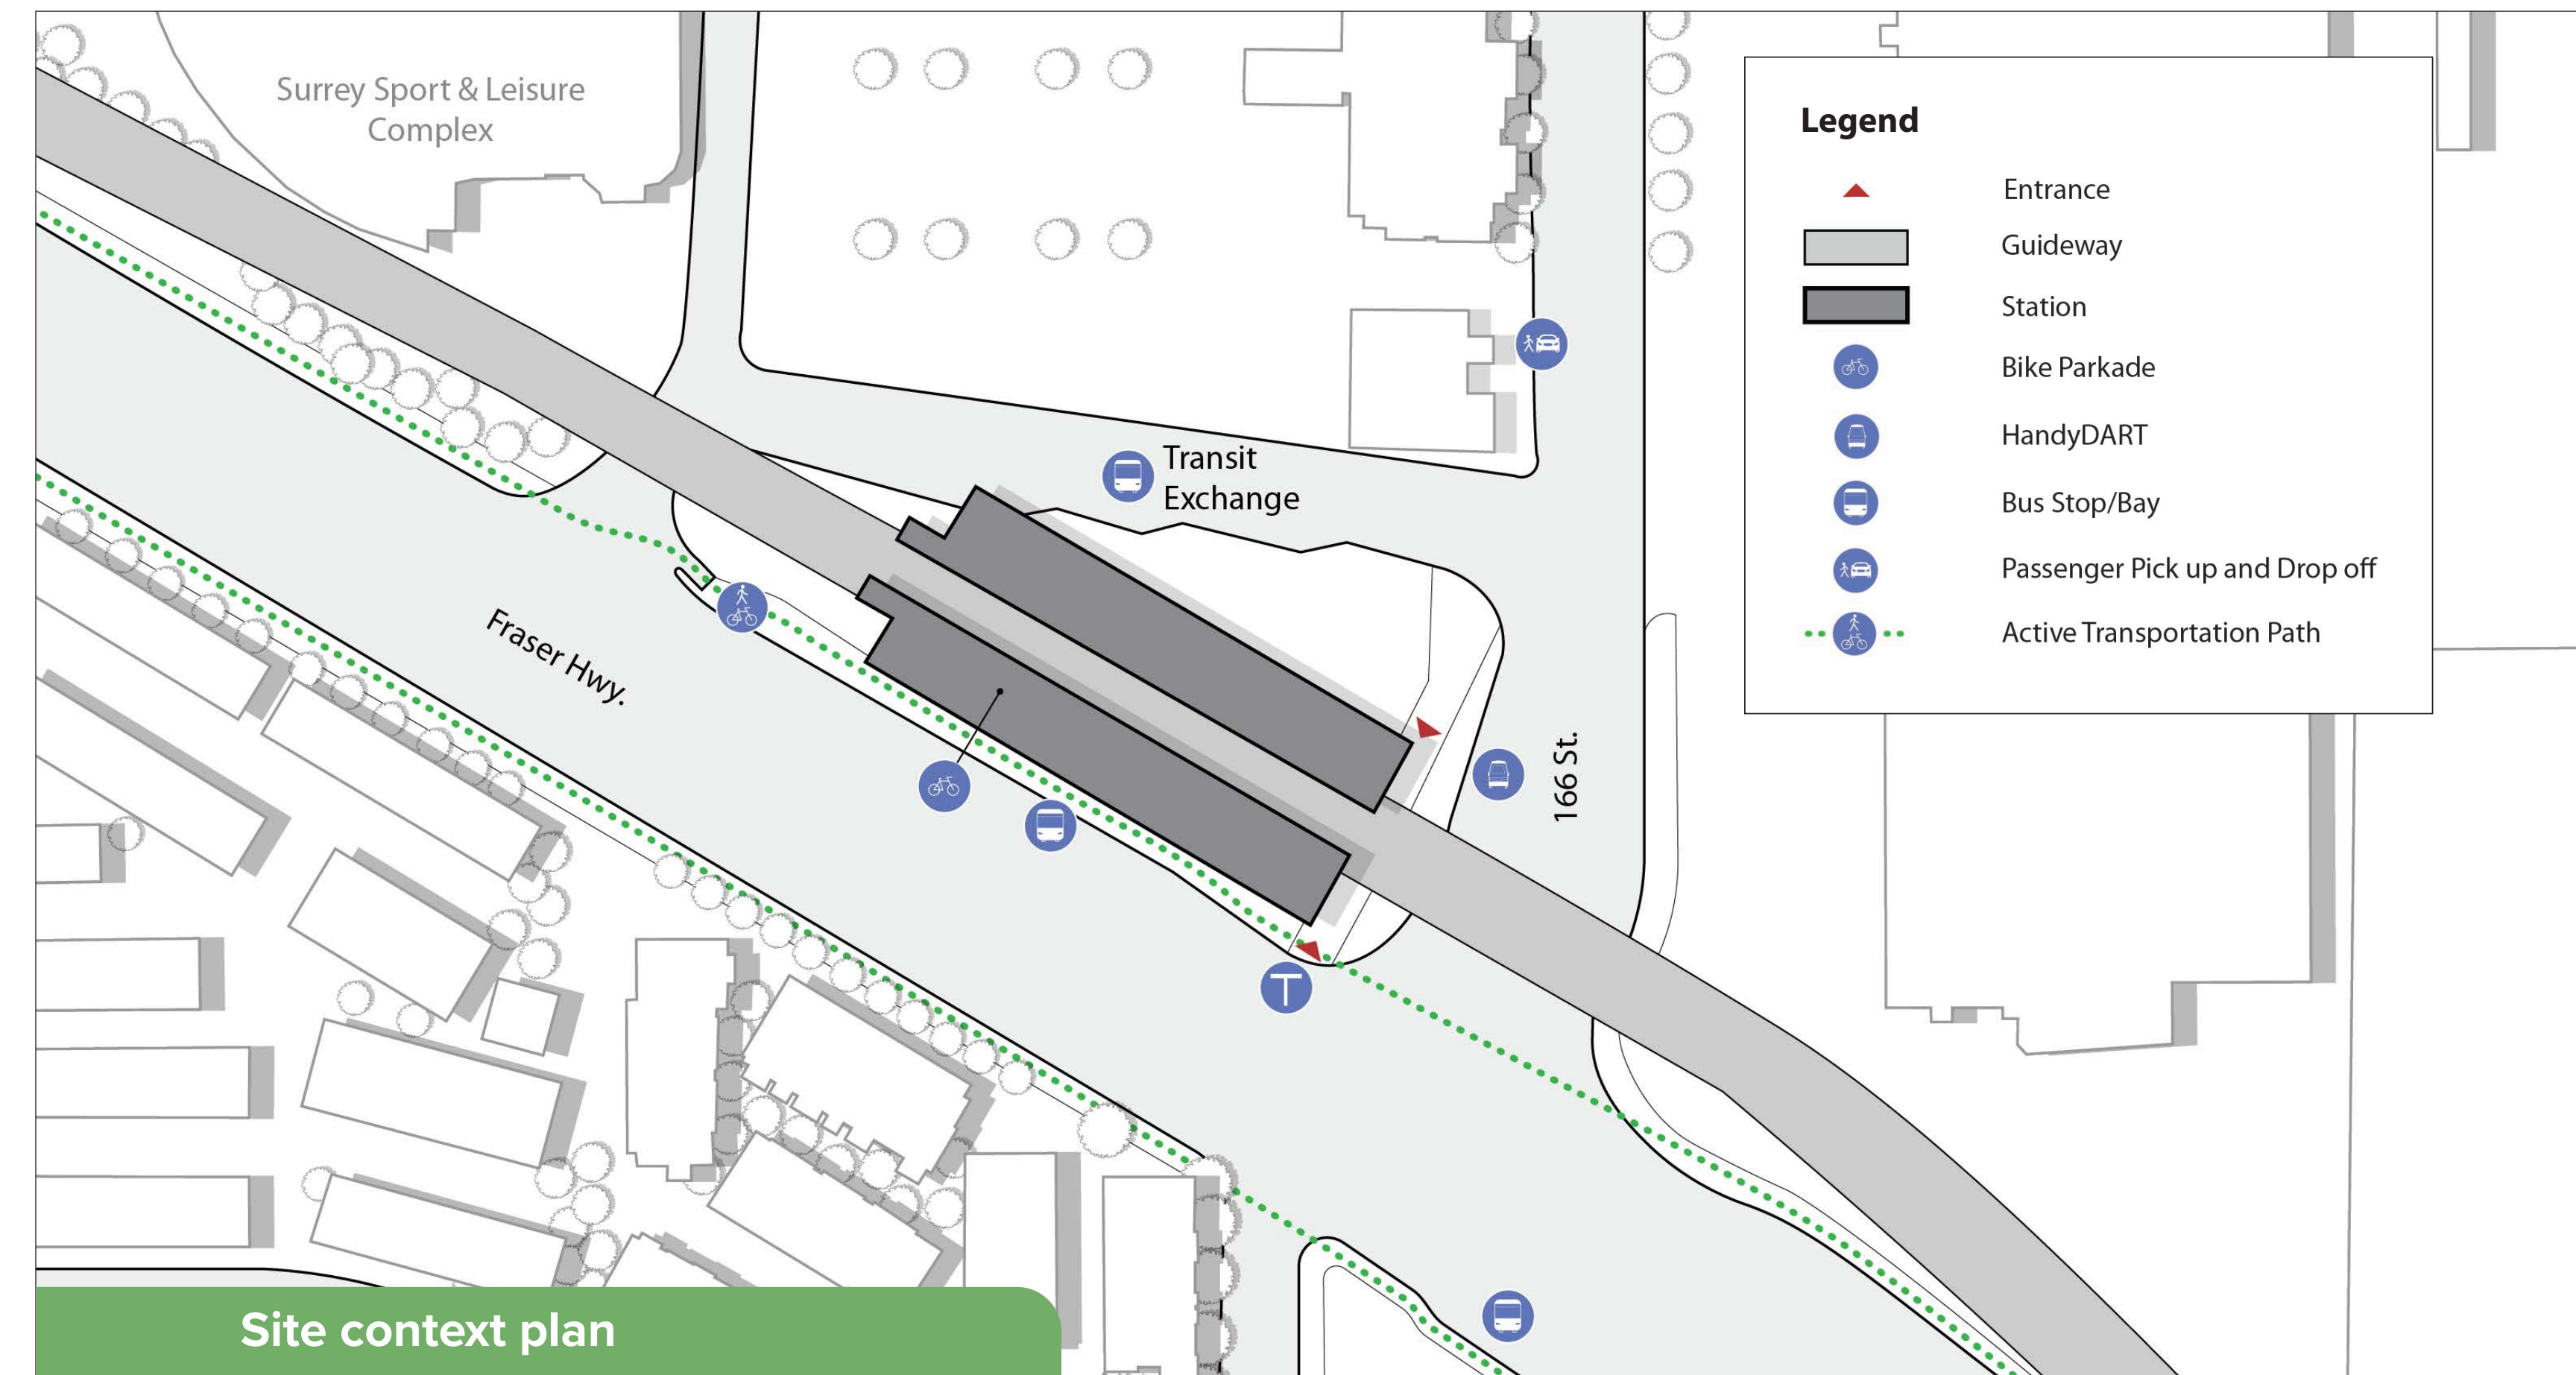 Surrey Sport & Leisure
Complex
Legend
Entrance
Guideway
Station
Bike Parkade
HandyDART
Bus Stop/Bay
Passenger Pick up and Drop off
Active Transportation Path
Transit
Exchange
Fraser Hwy.
166 St.
T
Site context plan